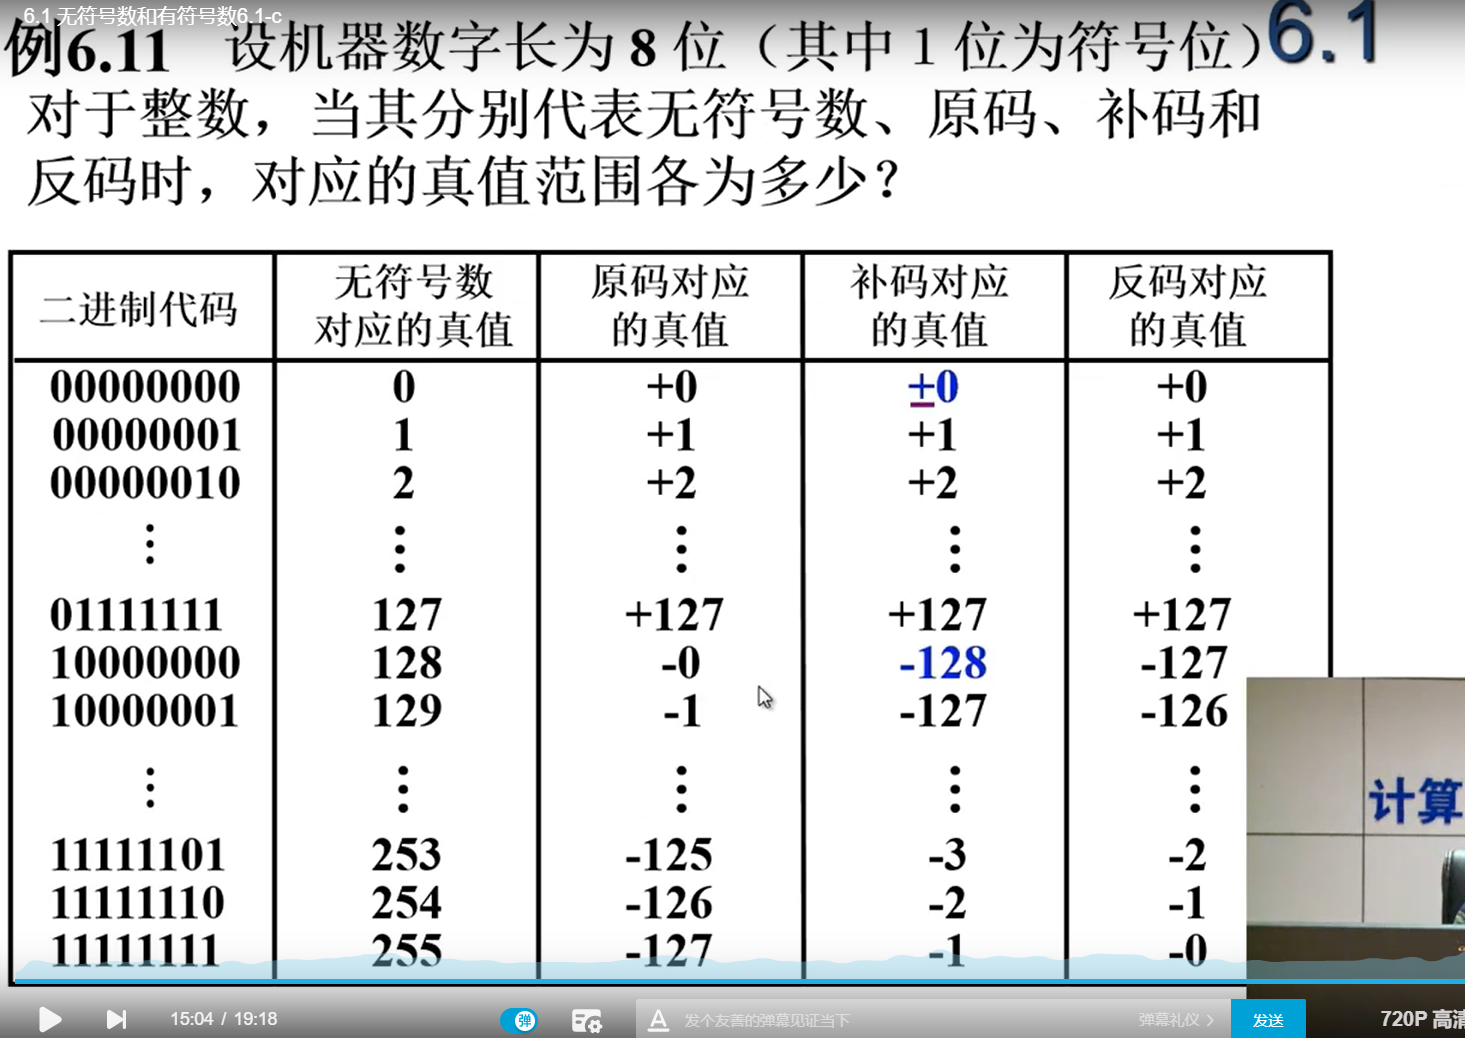 6.1 无符号数和有符号数6.1-c
例6.11 设机器数字长为 8 位（其中 1 位为符号位）6.1
对于整数，当其分别代表无符号数、原码、补码和
反码时，对应的真值范围各为多少？
二进制代码 无符号数对应的真值 原码对应的真值 补码对应的真值 反码对应的真值
00000000 0 +0 ±0 +0
00000001 1 +1 +1 +1
00000010 2 +2 +2 +2
⋮ ⋮ ⋮ ⋮ ⋮
01111111 127 +127 +127 +127
10000000 128 -0 -128 -127
10000001 129 -1 -127 -126
⋮ ⋮ ⋮ ⋮ ⋮
11111101 253 -125 -3 -2
11111110 254 -126 -2 -1
11111111 255 -127 -1 -0
计算
15:04 / 19:18 弹 A 发个友善的弹幕见证当下 弹幕礼仪 发送 720P 高清